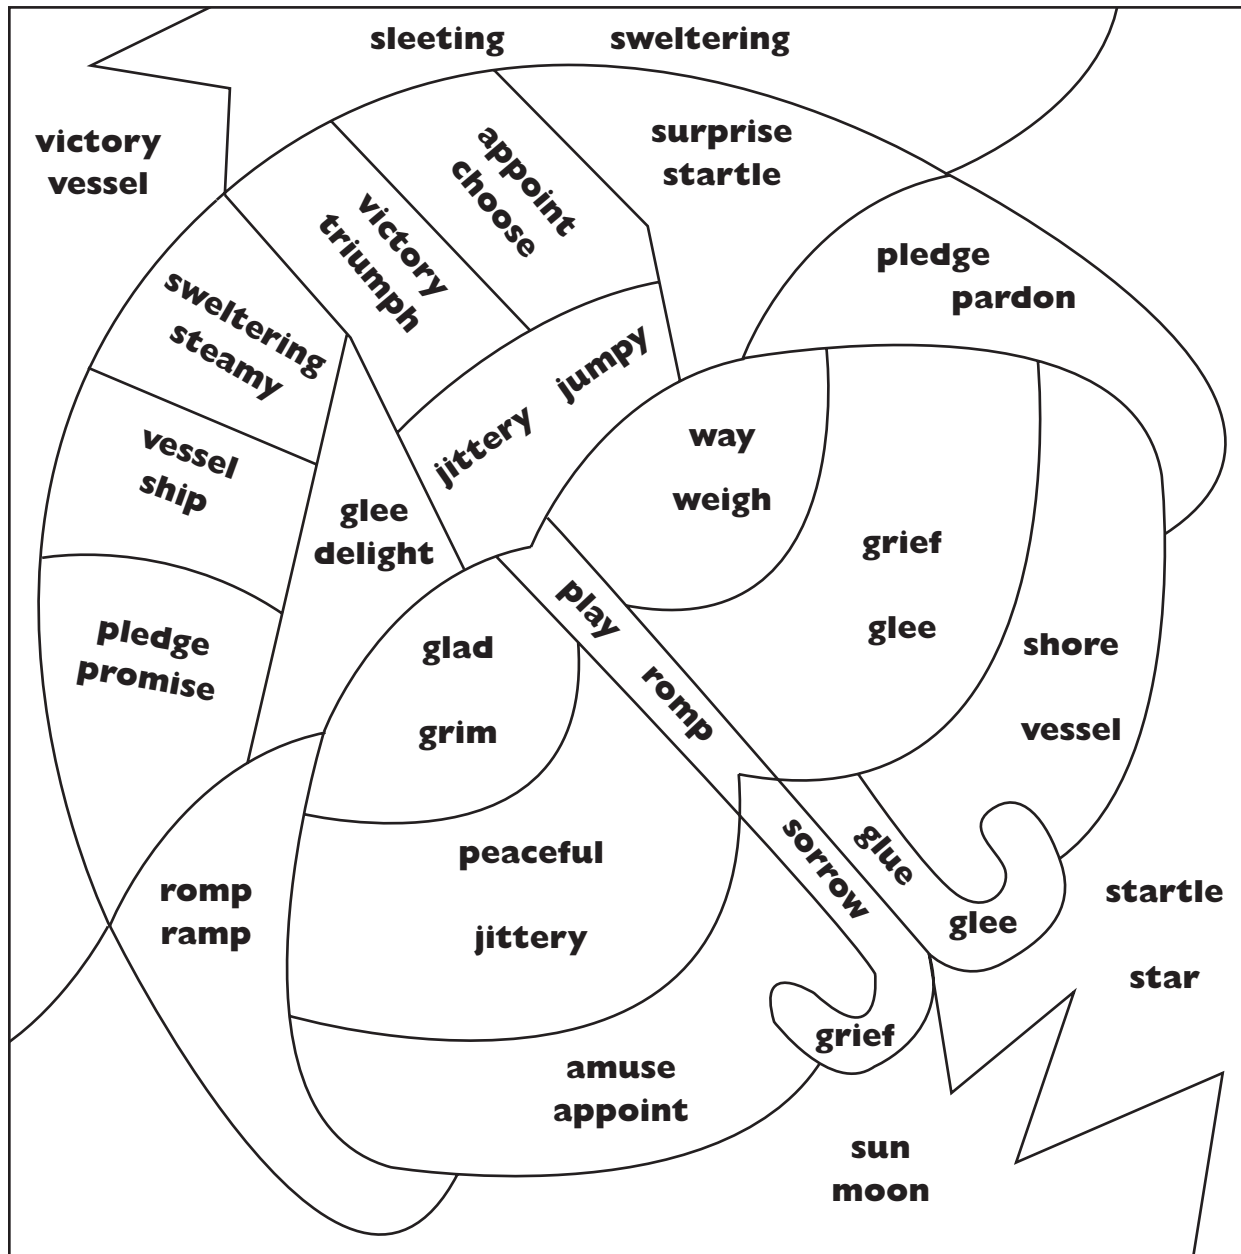 sleeting sweltering
victory
vessel
appoint
choose
surprise
startle
victory
triumph
pledge
pardon
sweltering
steamy
jittery jumpy
way
weigh
vessel
ship
glee
delight
grief
glee
play romp
pledge
promise
glad
grim
shore
vessel
peaceful
jittery
sorrow
grief
glue
glee
romp
ramp
startle
star
amuse
appoint
sun
moon